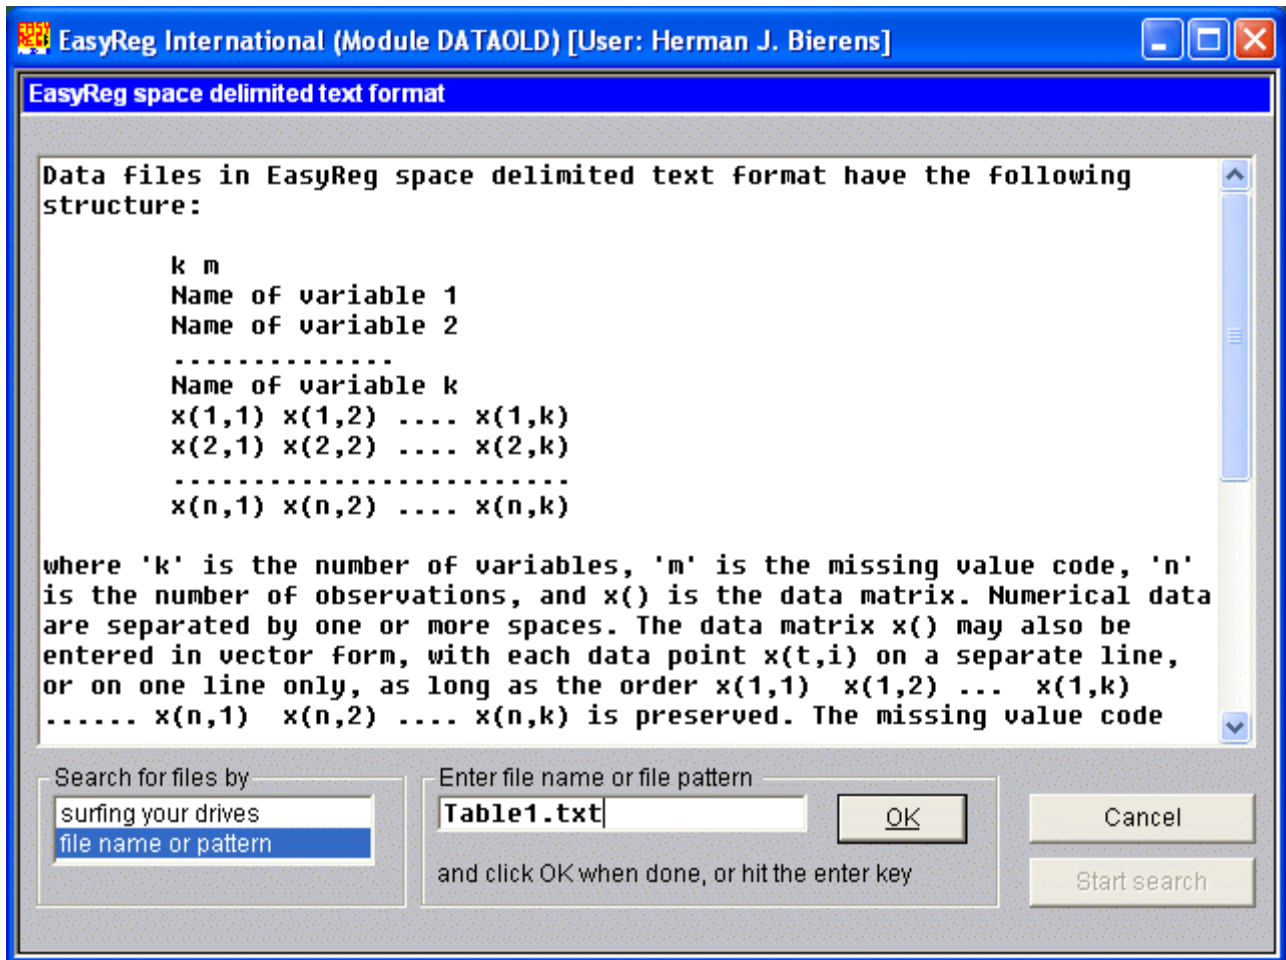 EasyReg International (Module DATAOLD) [User: Herman J. Bierens]
EasyReg space delimited text format
Data files in EasyReg space delimited text format have the following
structure:
k m
Name of variable 1
Name of variable 2
..............
Name of variable k
x(1,1) x(1,2) .... x(1,k)
x(2,1) x(2,2) .... x(2,k)
.........................
x(n,1) x(n,2) .... x(n,k)
where 'k' is the number of variables, 'm' is the missing value code, 'n'
is the number of observations, and x() is the data matrix. Numerical data
are separated by one or more spaces. The data matrix x() may also be
entered in vector form, with each data point x(t,i) on a separate line,
or on one line only, as long as the order x(1,1)  x(1,2) ...  x(1,k)
...... x(n,1)  x(n,2) .... x(n,k) is preserved. The missing value code
Search for files by
surfing your drives
file name or pattern
Enter file name or file pattern
Table1.txt
OK
and click OK when done, or hit the enter key
Cancel
Start search